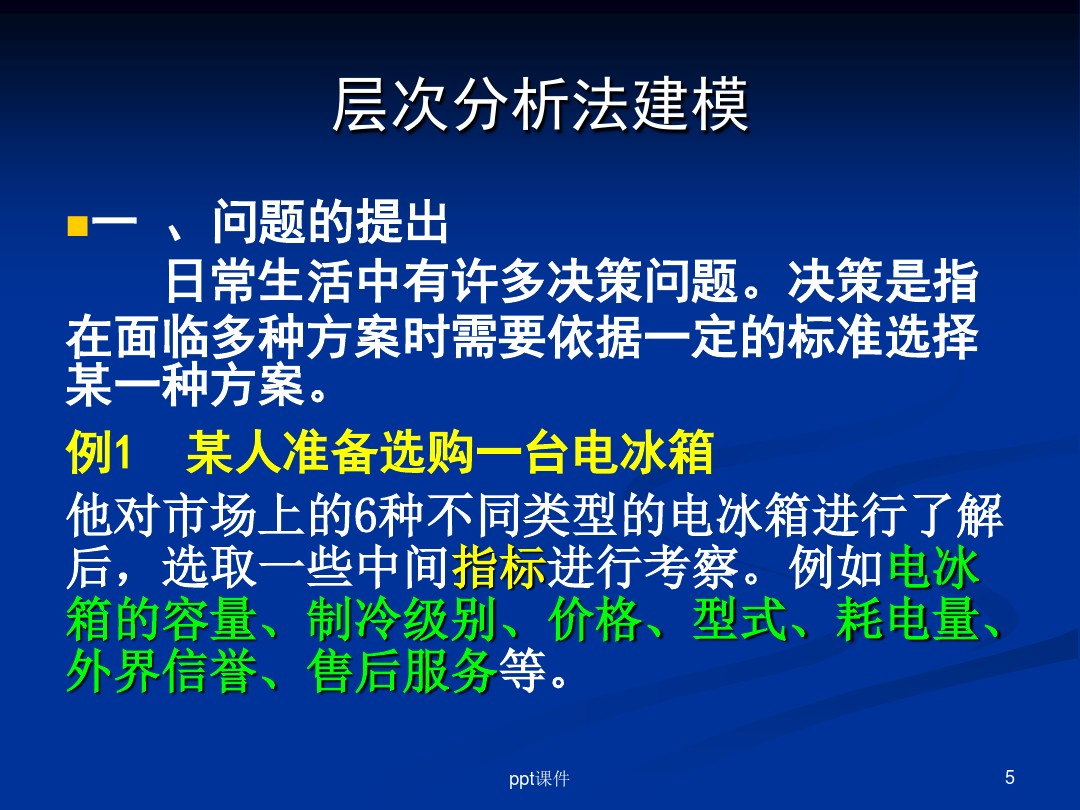 层次分析法建模
一 、问题的提出
日常生活中有许多决策问题。决策是指
在面临多种方案时需要依据一定的标准选择
某一种方案。
例1 某人准备选购一台电冰箱
他对市场上的6种不同类型的电冰箱进行了解
后，选取一些中间指标进行考察。例如电冰
箱的容量、制冷级别、价格、型式、耗电量、
外界信誉、售后服务等。
ppt课件
5